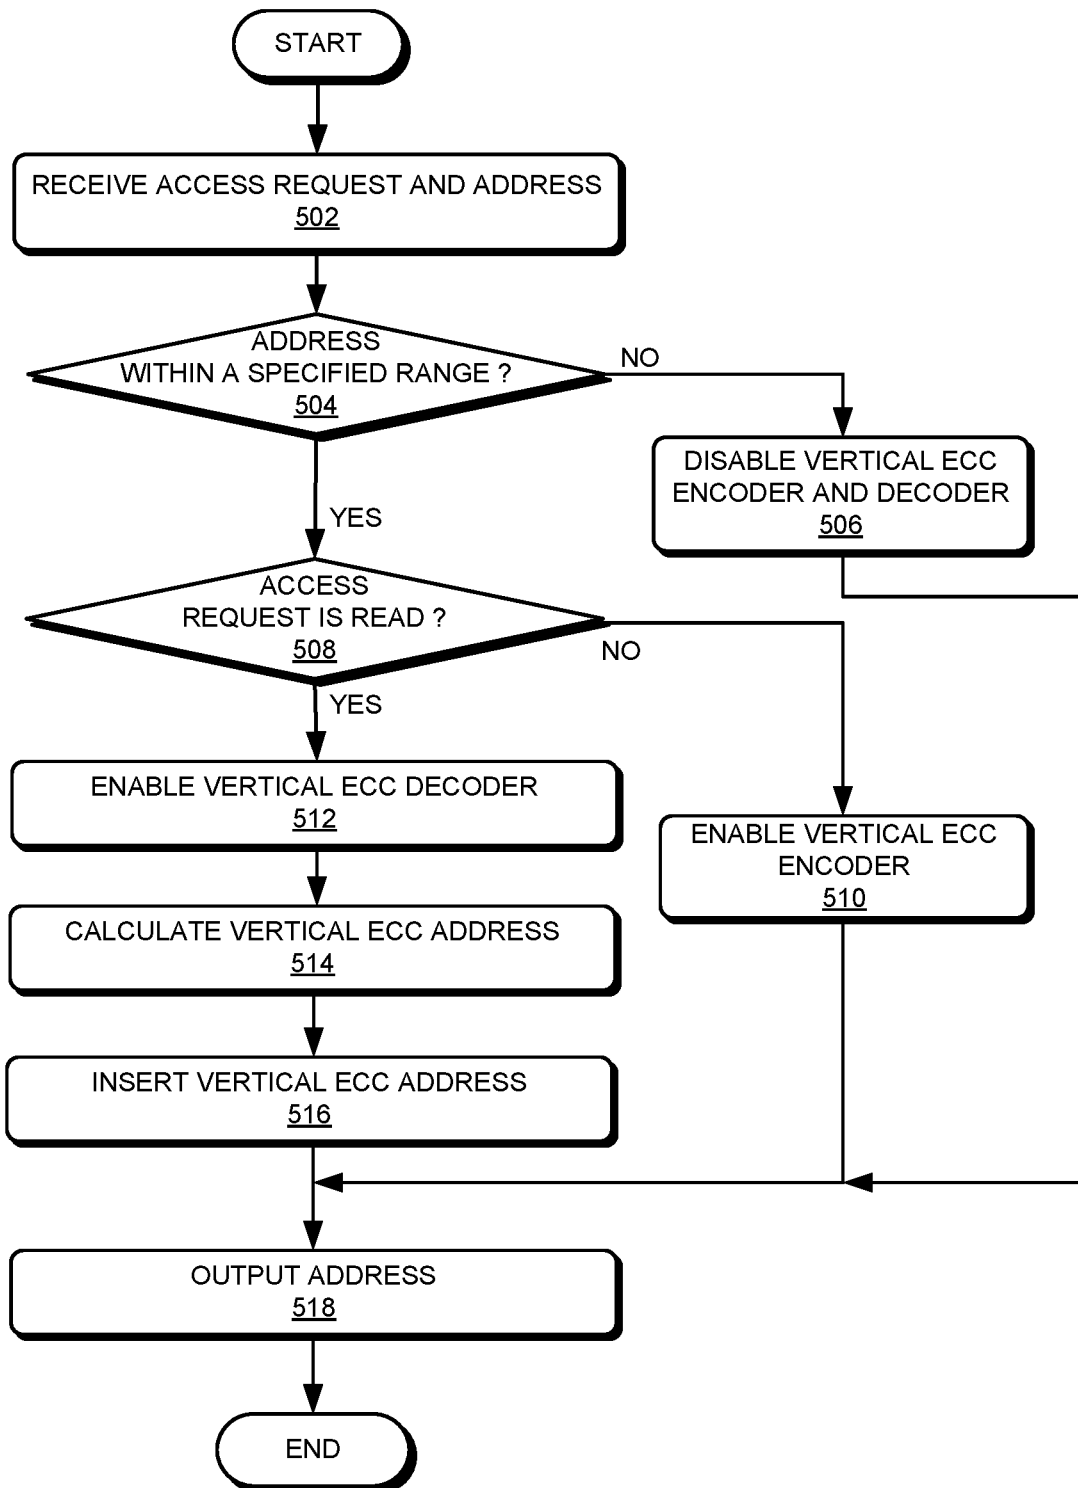 START
RECEIVE ACCESS REQUEST AND ADDRESS
502
ADDRESS
WITHIN A SPECIFIED RANGE ?
504
NO
DISABLE VERTICAL ECC
ENCODER AND DECODER
506
YES
ACCESS
REQUEST IS READ ?
508
NO
YES
ENABLE VERTICAL ECC DECODER
512
ENABLE VERTICAL ECC
ENCODER
510
CALCULATE VERTICAL ECC ADDRESS
514
INSERT VERTICAL ECC ADDRESS
516
OUTPUT ADDRESS
518
END